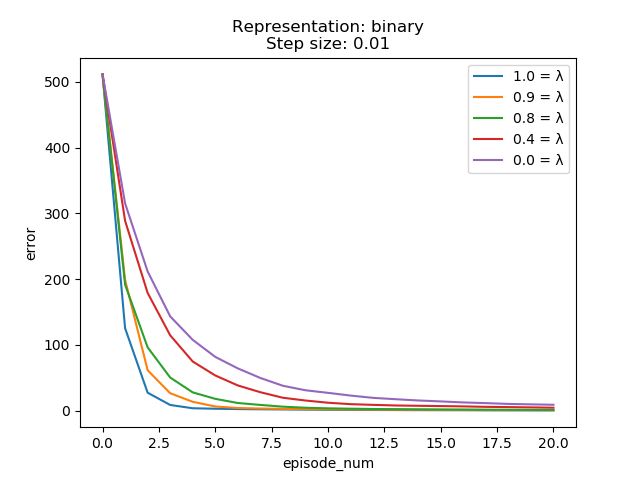 Representation: binary
Step size: 0.01
1.0 = λ
0.9 = λ
0.8 = λ
0.4 = λ
0.0 = λ
error
500
400
300
200
100
0
0.0 2.5 5.0 7.5 10.0 12.5 15.0 17.5 20.0
episode_num